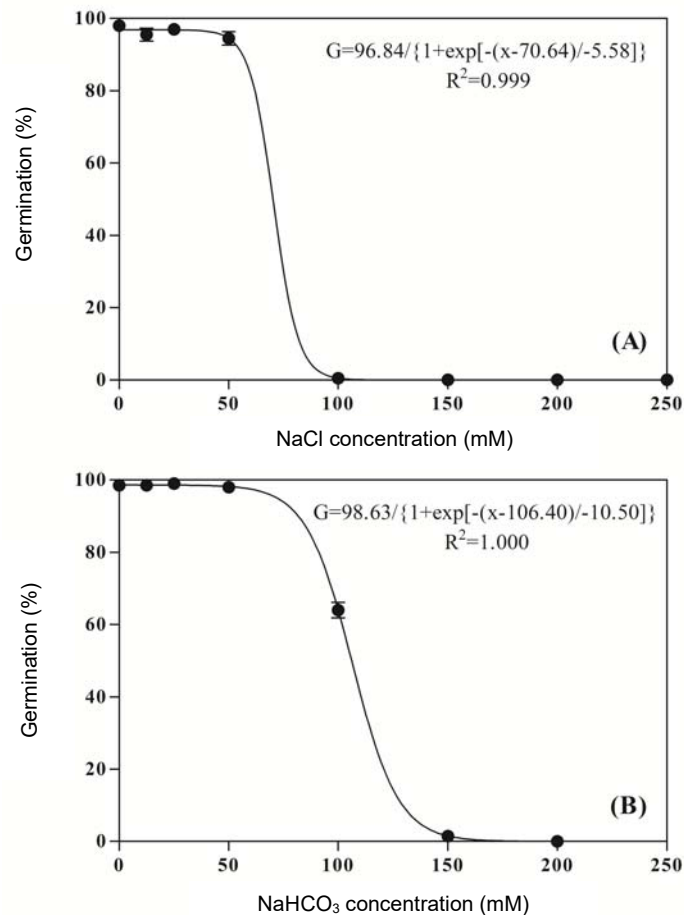 100
80
60
40
20
0
Germination (%)
G=96.84/{1+exp[-(x-70.64)/-5.58]}
R²=0.999
(A)
0 50 100 150 200 250
NaCl concentration (mM)
100
80
60
40
20
0
Germination (%)
G=98.63/{1+exp[-(x-106.40)/-10.50]}
R²=1.000
(B)
0 50 100 150 200 250
NaHCO₃ concentration (mM)